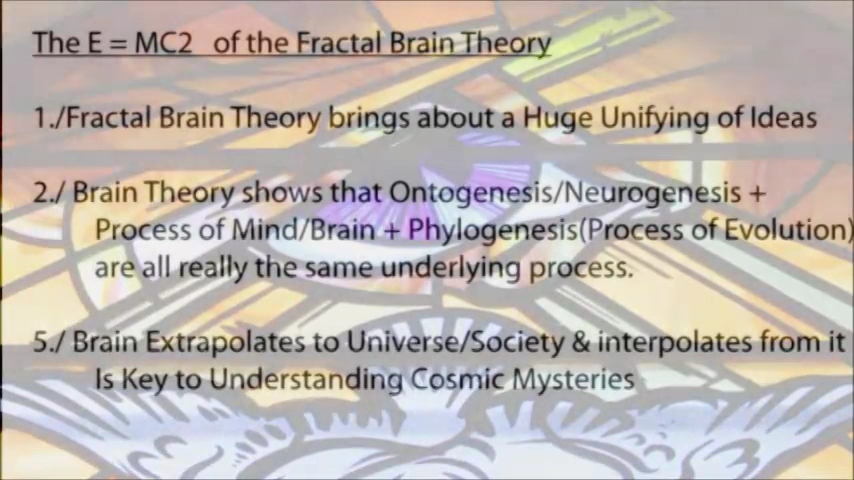 The E = MC2 of the Fractal Brain Theory
1./Fractal Brain Theory brings about a Huge Unifying of Ideas
2./ Brain Theory shows that Ontogenesis/Neurogenesis +
Process of Mind/Brain + Phylogenesis(Process of Evolution)
are all really the same underlying process.
5./ Brain Extrapolates to Universe/Society & interpolates from it
Is Key to Understanding Cosmic Mysteries